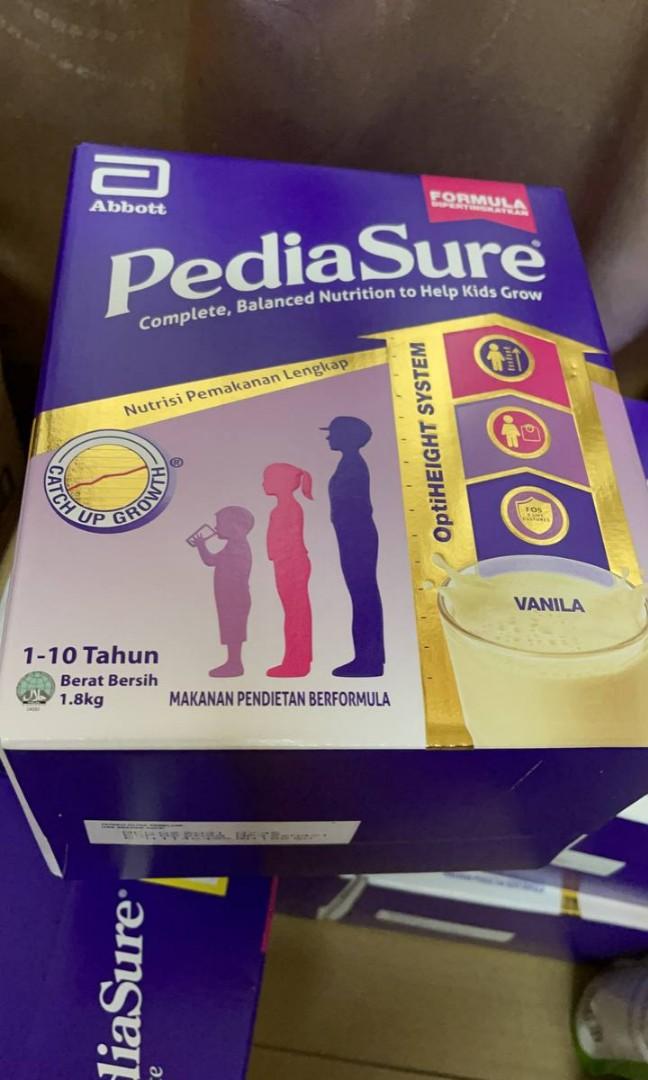 Abbott
FORMULA
DIPERTINGKATKAN
PediaSure®
Complete, Balanced Nutrition to Help Kids Grow
Nutrisi Pemakanan Lengkap
CATCH UP GROWTH®
OptiHEIGHT SYSTEM
FOS
VANILA
1-10 Tahun
Berat Bersih
1.8kg
MAKANAN PENDIETAN BERFORMULA
diaSure®